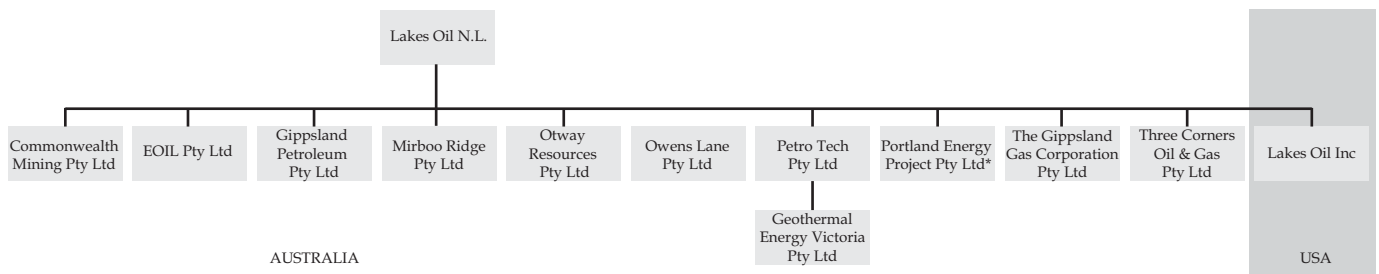 Lakes Oil N.L.
Commonwealth
Mining Pty Ltd
EOIL Pty Ltd
Gippsland
Petroleum
Pty Ltd
Mirboo Ridge
Pty Ltd
Otway
Resources
Pty Ltd
Owens Lane
Pty Ltd
Petro Tech
Pty Ltd
Portland Energy
Project Pty Ltd*
The Gippsland
Gas Corporation
Pty Ltd
Three Corners
Oil & Gas
Pty Ltd
Lakes Oil Inc
Geothermal
Energy Victoria
Pty Ltd
AUSTRALIA
USA